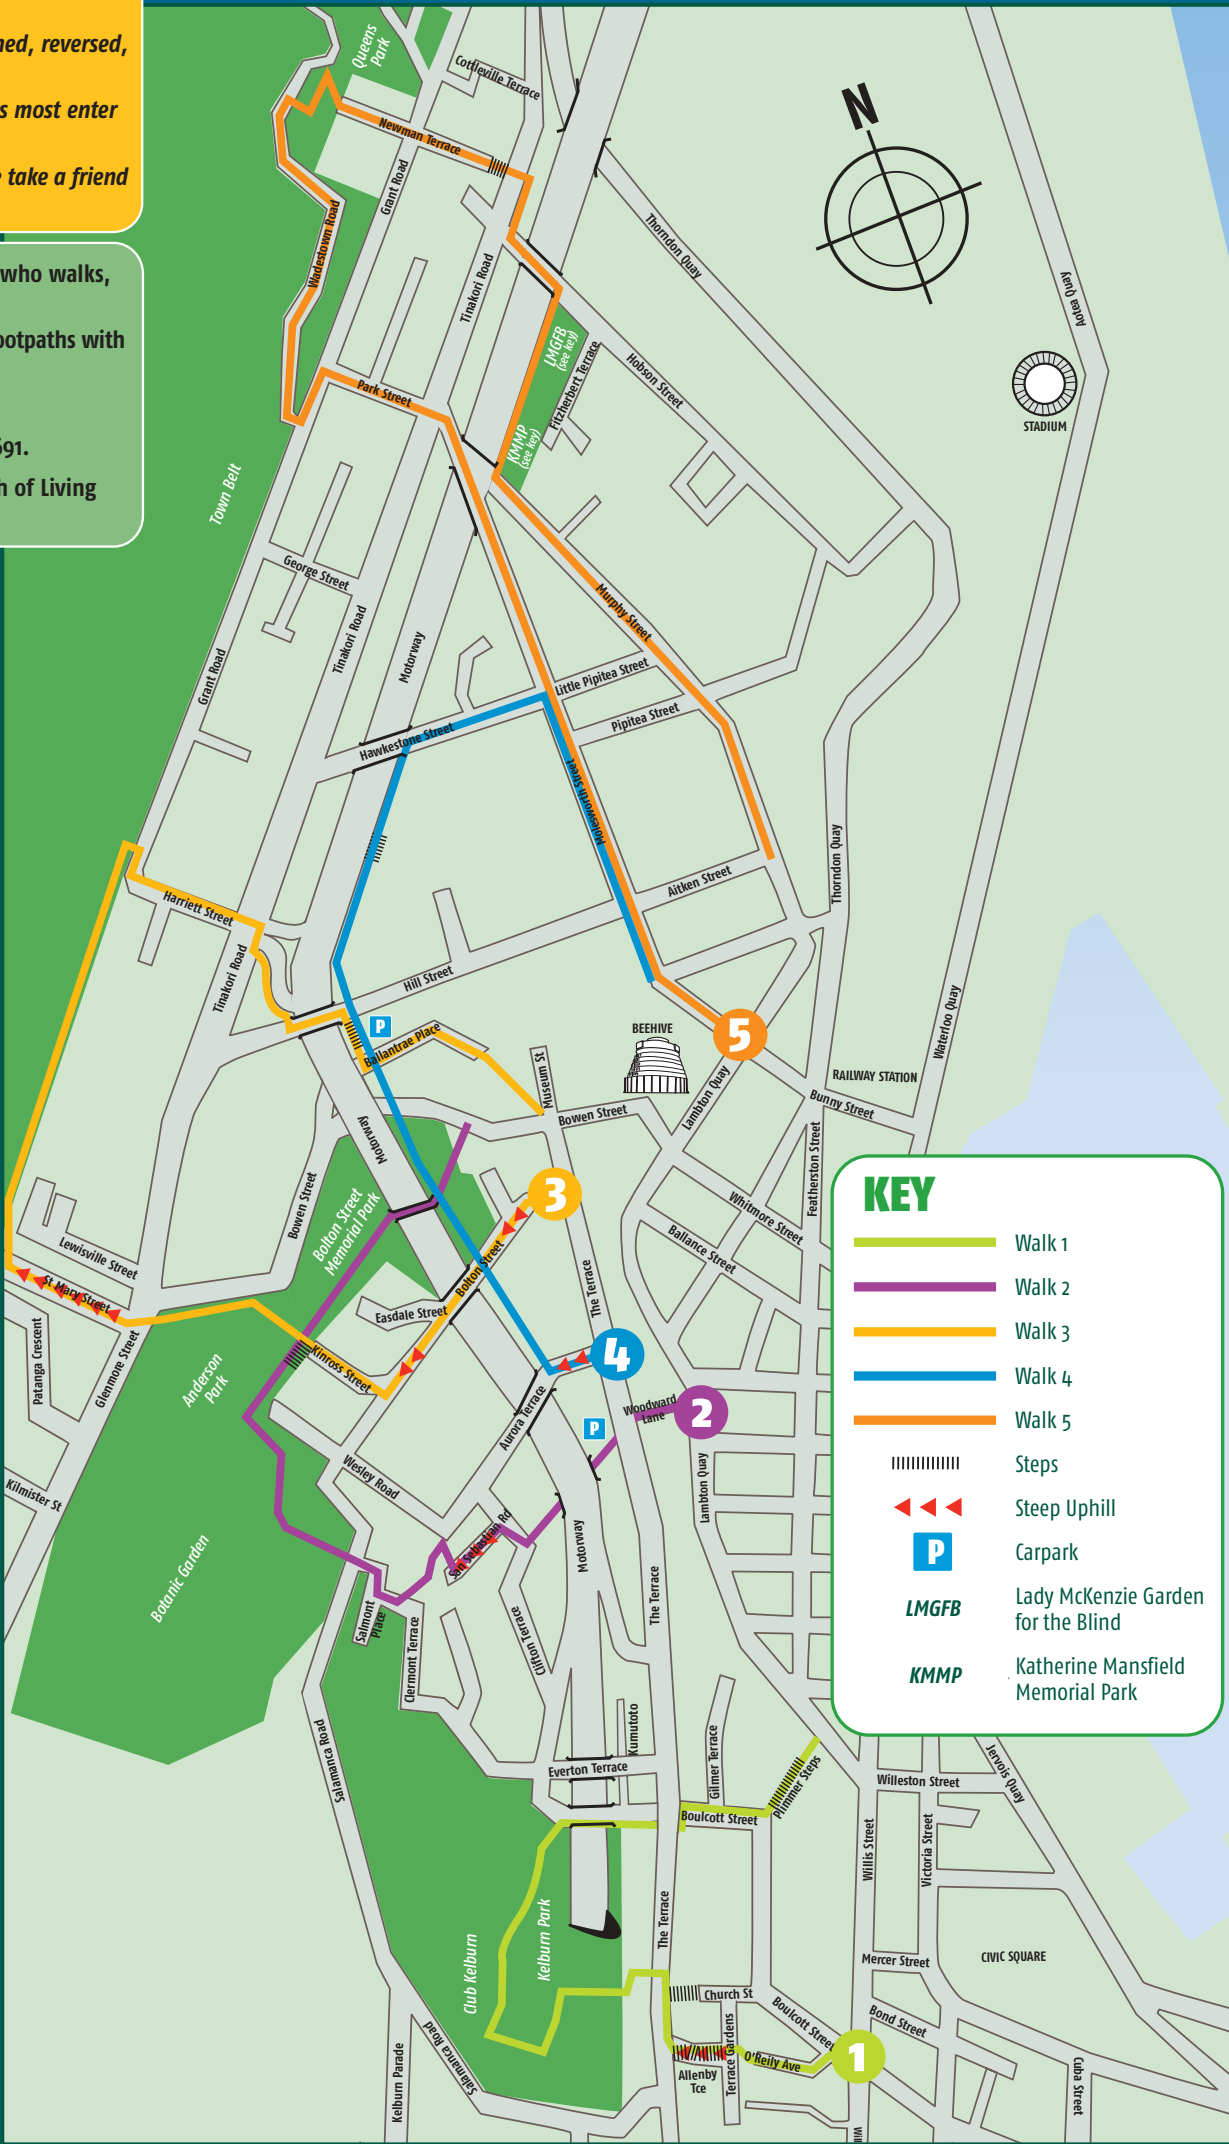 ned, reversed,
s most enter
e take a friend
who walks,
ootpaths with
691.
h of Living
Queens
Park
Cottleville Terrace
Newman Terrace
Grant Road
Wadestown Road
Tinakori Road
Thorndon Quay
N
Aotea Quay
STADIUM
LMGFB
(see key)
Fitzherbert Terrace
Hobson Street
KMMP
(see key)
Park Street
Town Belt
George Street
Tinakori Road
Motorway
Grant Road
Murphy Street
Little Pipitea Street
Pipitea Street
Hawkestone Street
Molesworth Street
Aitken Street
Thorndon Quay
Harriett Street
Tinakori Road
Hill Street
P
Ballantrae Place
BEEHIVE
5
Waterloo Quay
RAILWAY STATION
Bunny Street
Museum St
Bowen Street
Lambton Quay
Featherston Street
Motorway
Bowen Street
Bolton Street
Memorial Park
3
Whitmore Street
Ballance Street
Lewisville Street
St Mary Street
Bolton Street
The Terrace
Easdale Street
Patanga Crescent
Glenmore Street
Anderson
Park
Kinross Street
4
Woodward
Lane
2
Aurora Terrace
P
Kilmister St
Wesley Road
Lambton Quay
San Sebastian Rd
Motorway
Botanic Garden
The Terrace
Salmont
Place
Clermont Terrace
Clifton Terrace
Salamanca Road
Kumutoto
Everton Terrace
Gilmer Terrace
Plimmer Steps
Boulcott Street
Willeston Street
Jervois Quay
Willis Street
Victoria Street
Kelburn Park
Club Kelburn
The Terrace
Mercer Street
CIVIC SQUARE
Church St
Boulcott Street
Bond Street
Terrace Gardens
O'Reily Ave
1
Allenby
Tce
Salamanca Road
Kelburn Parade
Cuba Street
Will
KEY
Walk 1
Walk 2
Walk 3
Walk 4
Walk 5
Steps
Steep Uphill
P
Carpark
LMGFB
Lady McKenzie Garden
for the Blind
KMMP
Katherine Mansfield
Memorial Park